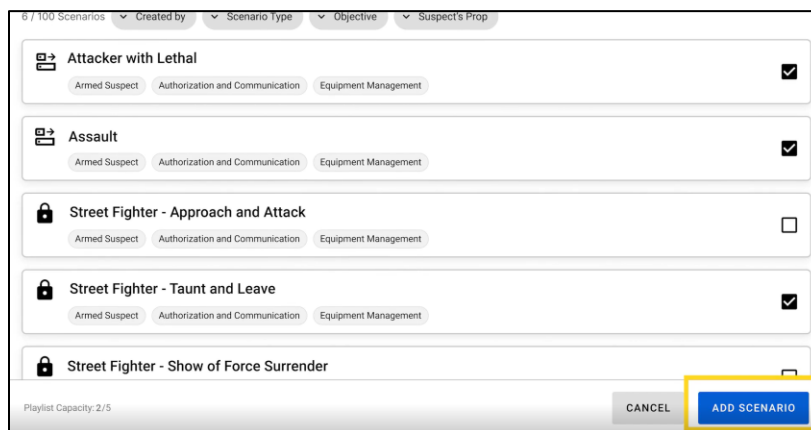 6 / 100 Scenarios Created by Scenario Type Objective Suspect's Prop
Attacker with Lethal
Armed Suspect Authorization and Communication Equipment Management
Assault
Armed Suspect Authorization and Communication Equipment Management
Street Fighter - Approach and Attack
Armed Suspect Authorization and Communication Equipment Management
Street Fighter - Taunt and Leave
Armed Suspect Authorization and Communication Equipment Management
Street Fighter - Show of Force Surrender
Playlist Capacity: 2/5 CANCEL ADD SCENARIO